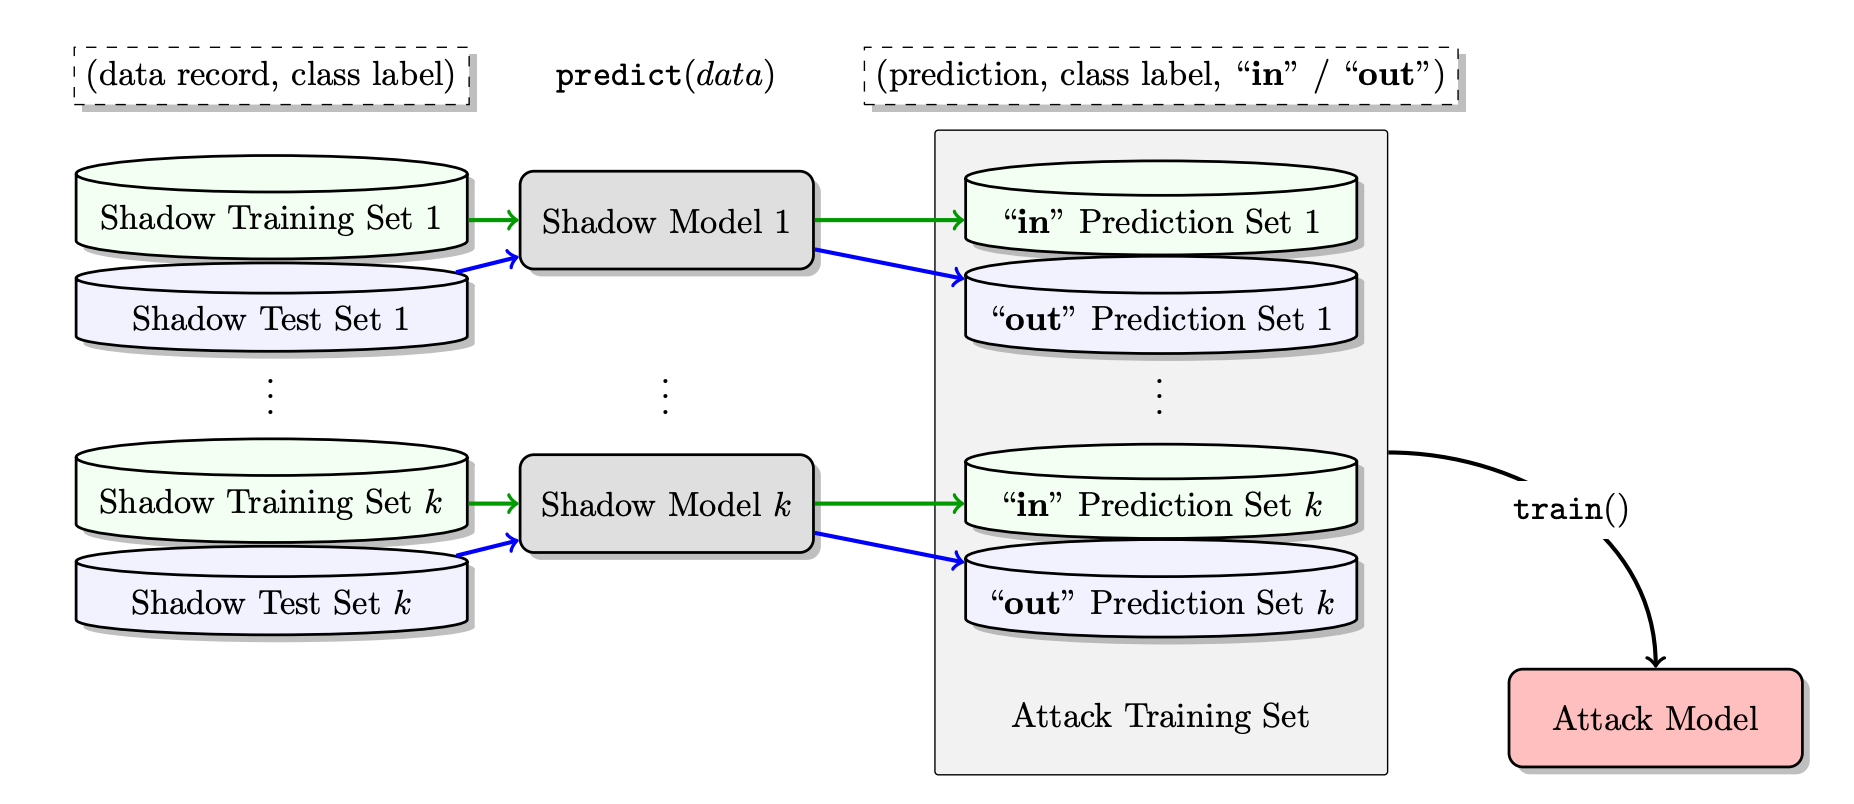 (data record, class label)
predict(data)
(prediction, class label, “in” / “out”)
Shadow Training Set 1
Shadow Model 1
“in” Prediction Set 1
Shadow Test Set 1
“out” Prediction Set 1
⋮ ⋮ ⋮
Shadow Training Set k
Shadow Model k
“in” Prediction Set k
train()
Shadow Test Set k
“out” Prediction Set k
Attack Training Set
Attack Model